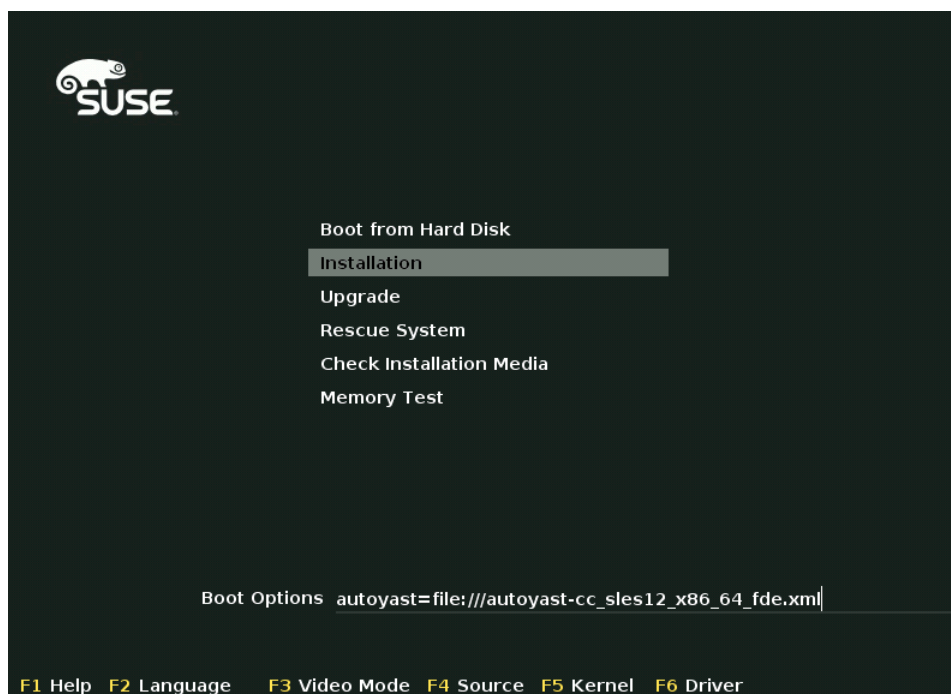 SUSE
Boot from Hard Disk
Installation
Upgrade
Rescue System
Check Installation Media
Memory Test
Boot Options autoyast=file:///autoyast-cc_sles12_x86_64_fde.xml
F1 Help F2 Language F3 Video Mode F4 Source F5 Kernel F6 Driver